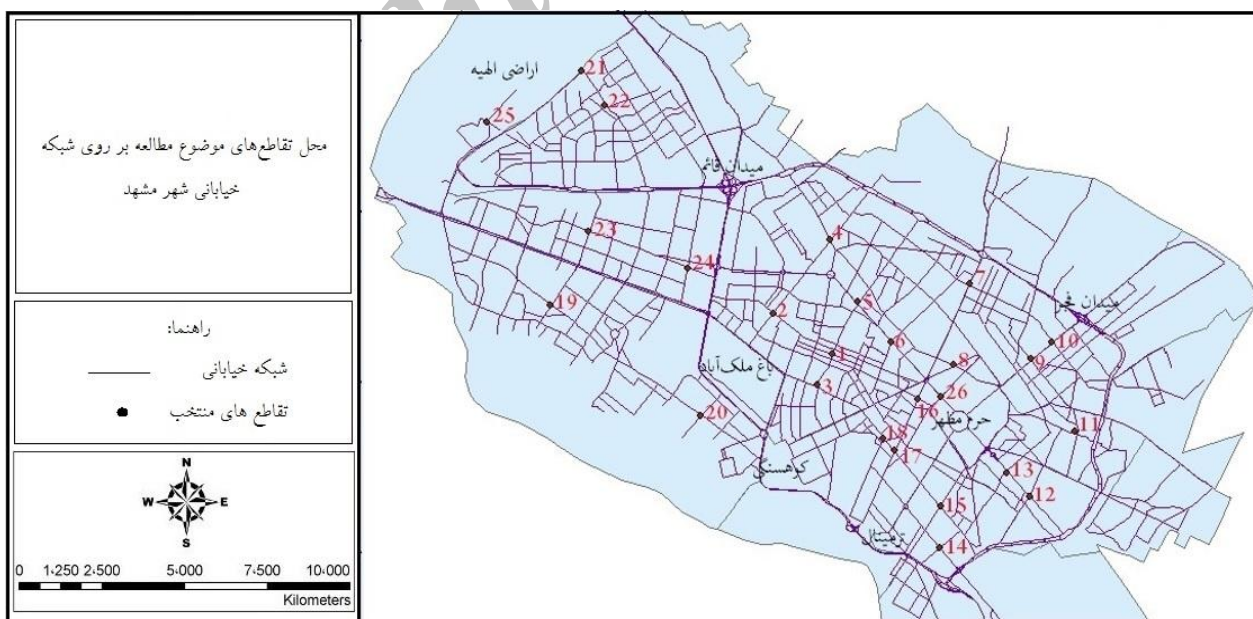 محل تقاطع‌های موضوع مطالعه بر روی شبکه
خیابانی شهر مشهد
راهنما:
شبکه خیابانی
تقاطع های منتخب
N
W E
S
0 1،250 2،500 5،000 7،500 10،000
Kilometers
اراضی الهیه
21
22
25
میدان قائم
23
4
24
7
19
5
میدان فجر
2
6
10
1
9
8
باغ ملک‌آباد
3
26
16
20
حرم مطهر
11
18
17
کوهسنگی
13
12
15
ترمینال
14